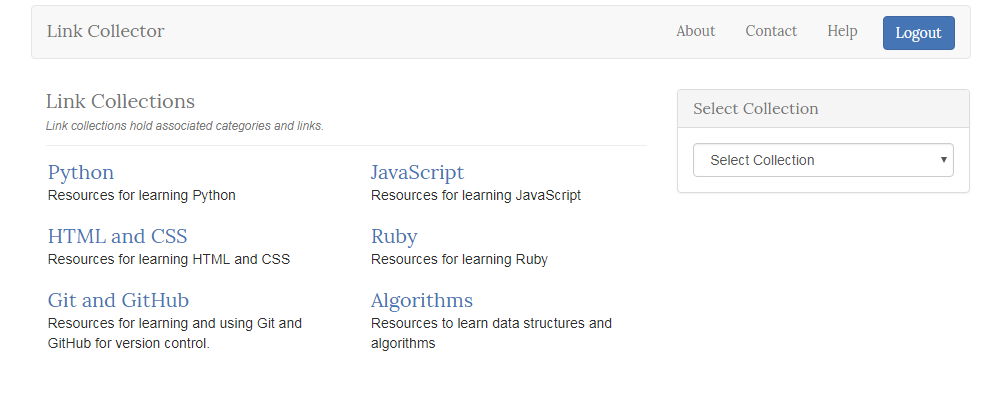 Link Collector
About Contact Help Logout
Link Collections
Link collections hold associated categories and links.
Python
Resources for learning Python
JavaScript
Resources for learning JavaScript
HTML and CSS
Resources for learning HTML and CSS
Ruby
Resources for learning Ruby
Git and GitHub
Resources for learning and using Git and
GitHub for version control.
Algorithms
Resources to learn data structures and
algorithms
Select Collection
Select Collection